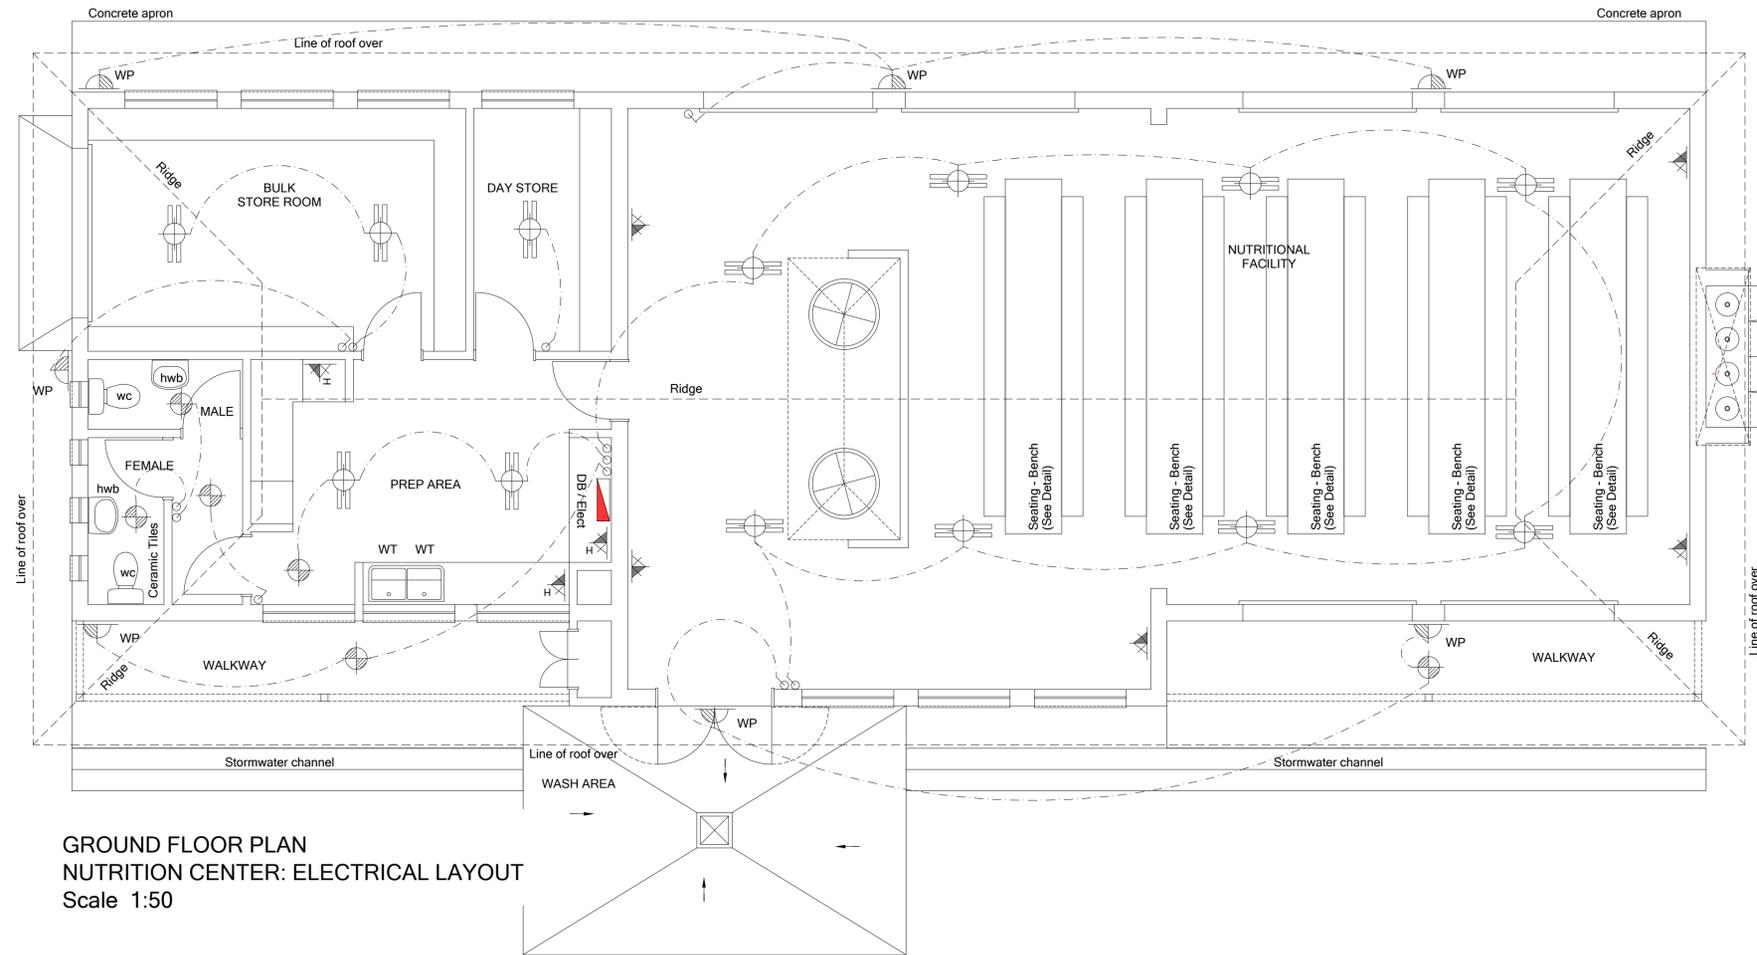 Concrete apron
Concrete apron
Line of roof over
WP
WP
WP
Ridge
Ridge
BULK
STORE ROOM
DAY STORE
NUTRITIONAL
FACILITY
WP
hwb
wc
MALE
H
Ridge
FEMALE
hwb
wc
Ceramic Tiles
PREP AREA
DB / Elect
H
WT
WT
H
Seating - Bench
(See Detail)
Seating - Bench
(See Detail)
Seating - Bench
(See Detail)
Seating - Bench
(See Detail)
Seating - Bench
(See Detail)
Line of roof over
Line of roof over
WP
WALKWAY
Ridge
WP
WALKWAY
Ridge
WP
Line of roof over
WASH AREA
Stormwater channel
Stormwater channel
GROUND FLOOR PLAN
NUTRITION CENTER: ELECTRICAL LAYOUT
Scale 1:50